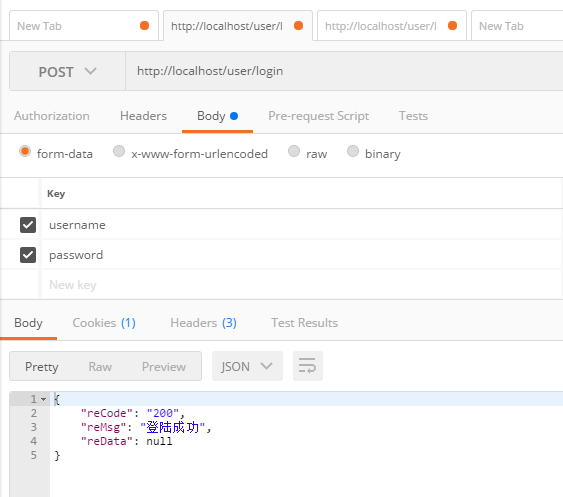 New Tab http://localhost/user/l http://localhost/user/l New Tab
POST http://localhost/user/login
Authorization Headers Body Pre-request Script Tests
form-data x-www-form-urlencoded raw binary
Key
username
password
New key
Body Cookies (1) Headers (3) Test Results
Pretty Raw Preview JSON
1 {
2 "reCode": "200",
3 "reMsg": "登陆成功",
4 "reData": null
5 }